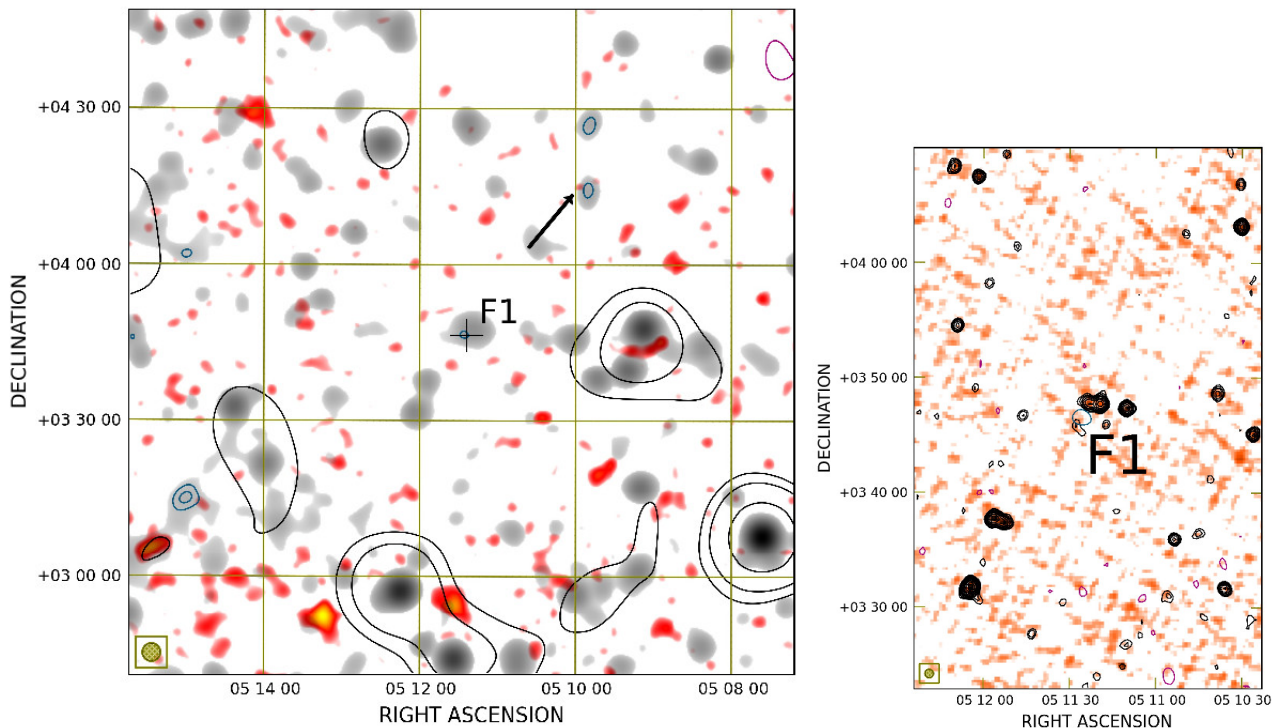 +04 30 00
+04 00 00
+03 30 00
+03 00 00
DECLINATION
F1
05 14 00
05 12 00
05 10 00
05 08 00
RIGHT ASCENSION
+04 00 00
+03 50 00
+03 40 00
+03 30 00
DECLINATION
F1
05 12 00
05 11 30
05 11 00
05 10 30
RIGHT ASCENSION